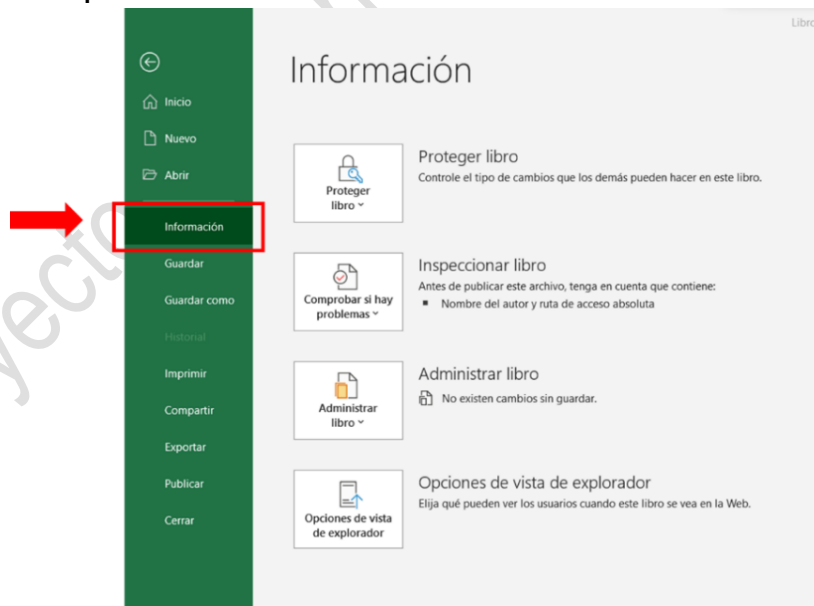 Libro
Información
Inicio
Nuevo
Abrir
Información
Guardar
Guardar como
Historial
Imprimir
Compartir
Exportar
Publicar
Cerrar
Proteger
libro
Proteger libro
Controle el tipo de cambios que los demás pueden hacer en este libro.
Comprobar si hay
problemas
Inspeccionar libro
Antes de publicar este archivo, tenga en cuenta que contiene:
Nombre del autor y ruta de acceso absoluta
Administrar
libro
Administrar libro
No existen cambios sin guardar.
Opciones de vista
de explorador
Opciones de vista de explorador
Elija qué pueden ver los usuarios cuando este libro se vea en la Web.